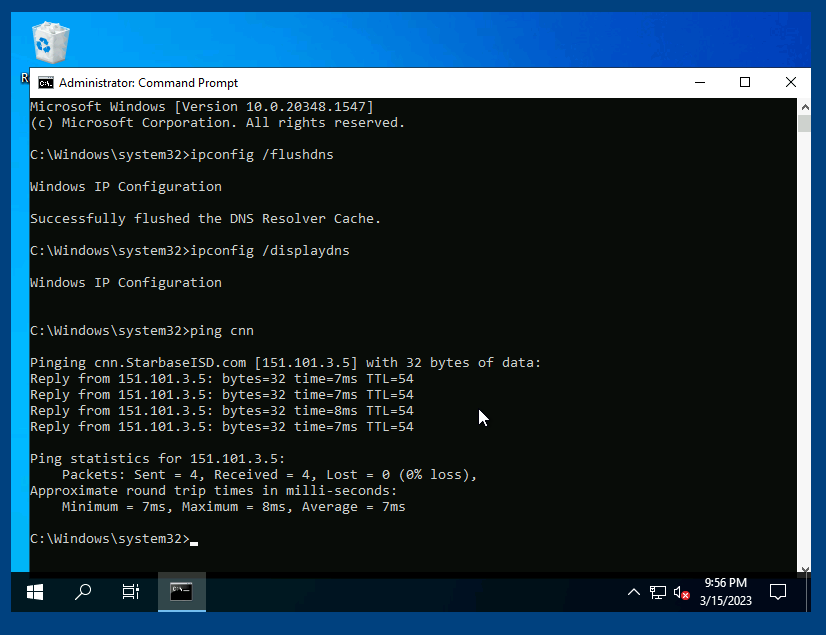 R
Administrator: Command Prompt
Microsoft Windows [Version 10.0.20348.1547]
(c) Microsoft Corporation. All rights reserved.
C:\Windows\system32>ipconfig /flushdns
Windows IP Configuration
Successfully flushed the DNS Resolver Cache.
C:\Windows\system32>ipconfig /displaydns
Windows IP Configuration
C:\Windows\system32>ping cnn
Pinging cnn.StarbaseISD.com [151.101.3.5] with 32 bytes of data:
Reply from 151.101.3.5: bytes=32 time=7ms TTL=54
Reply from 151.101.3.5: bytes=32 time=7ms TTL=54
Reply from 151.101.3.5: bytes=32 time=8ms TTL=54
Reply from 151.101.3.5: bytes=32 time=7ms TTL=54
Ping statistics for 151.101.3.5:
    Packets: Sent = 4, Received = 4, Lost = 0 (0% loss),
Approximate round trip times in milli-seconds:
    Minimum = 7ms, Maximum = 8ms, Average = 7ms
C:\Windows\system32>
9:56 PM
3/15/2023